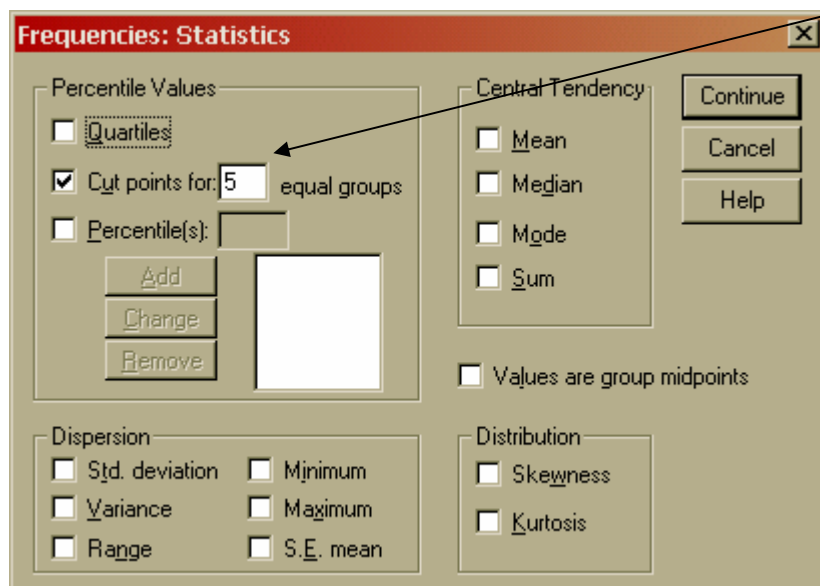 Frequencies: Statistics
Percentile Values
Quartiles
Cut points for: 5 equal groups
Percentile(s):
Add
Change
Remove
Central Tendency
Mean
Median
Mode
Sum
Continue
Cancel
Help
Values are group midpoints
Dispersion
Std. deviation
Minimum
Variance
Maximum
Range
S.E. mean
Distribution
Skewness
Kurtosis